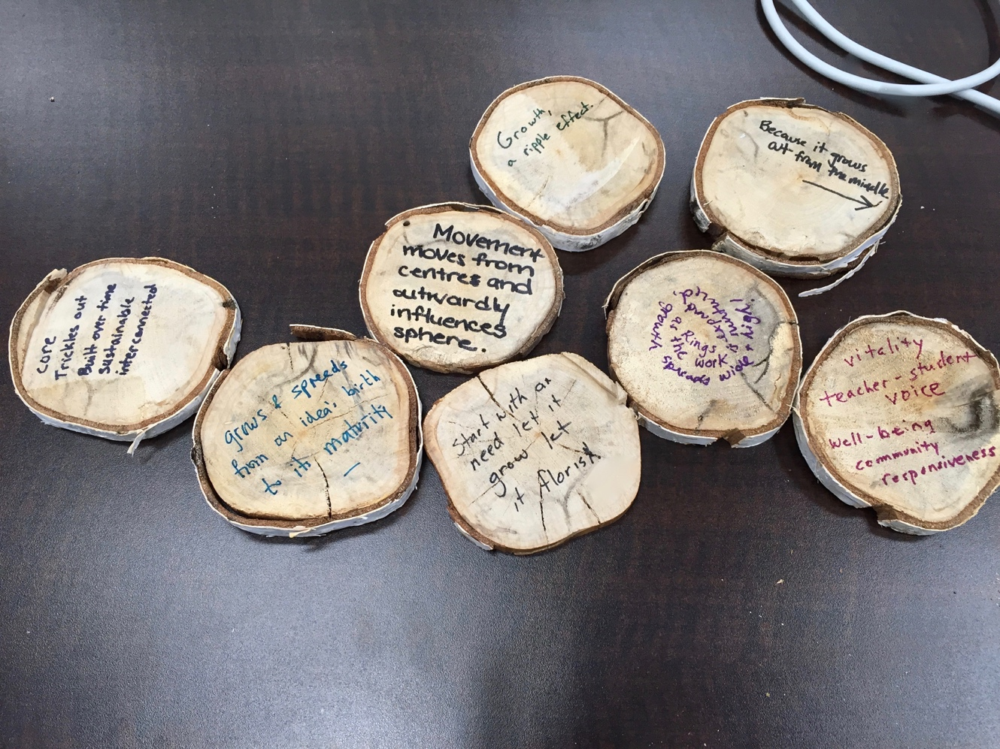 Growth,
a ripple effect.
Because it grows
out from the middle
Movement
moves from
centres and
outwardly
influences
sphere.
core
Trickles out
Built over time
Sustainable
interconnected
grows & spreads
from an idea's birth
to its maturity
Start with an
need let it
grow let
it florish
Rings
as the work
spreads wide
growth
vitality
teacher-student
voice
well-being
community
responsiveness